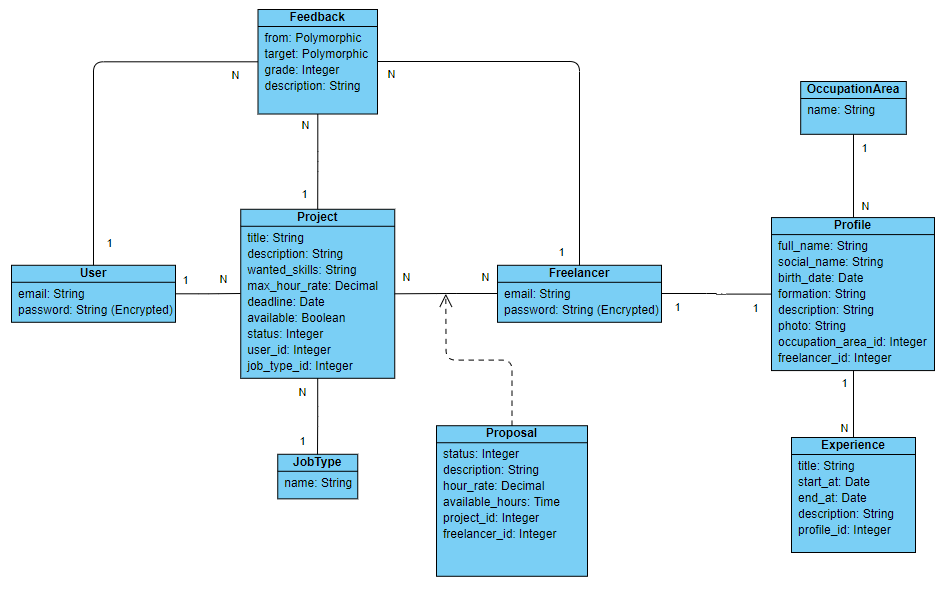 Feedback
from: Polymorphic
target: Polymorphic
grade: Integer
description: String
N
N
N
1
1
1
OccupationArea
name: String
1
N
User
email: String
password: String (Encrypted)
1
N
Project
title: String
description: String
wanted_skills: String
max_hour_rate: Decimal
deadline: Date
available: Boolean
status: Integer
user_id: Integer
job_type_id: Integer
N
N
Freelancer
email: String
password: String (Encrypted)
1
1
Profile
full_name: String
social_name: String
birth_date: Date
formation: String
description: String
photo: String
occupation_area_id: Integer
freelancer_id: Integer
N
1
JobType
name: String
Proposal
status: Integer
description: String
hour_rate: Decimal
available_hours: Time
project_id: Integer
freelancer_id: Integer
1
N
Experience
title: String
start_at: Date
end_at: Date
description: String
profile_id: Integer